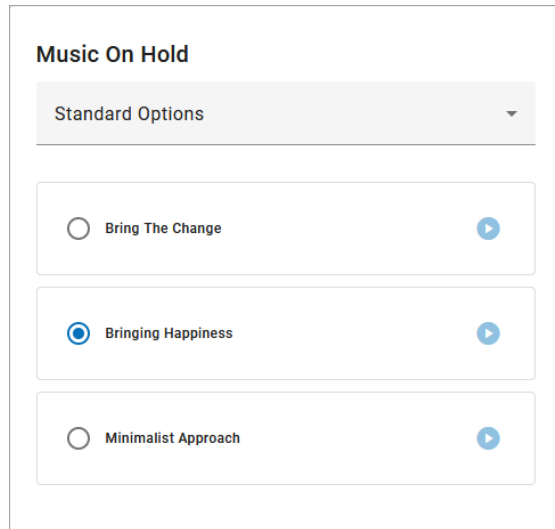 Music On Hold
Standard Options
Bring The Change
Bringing Happiness
Minimalist Approach